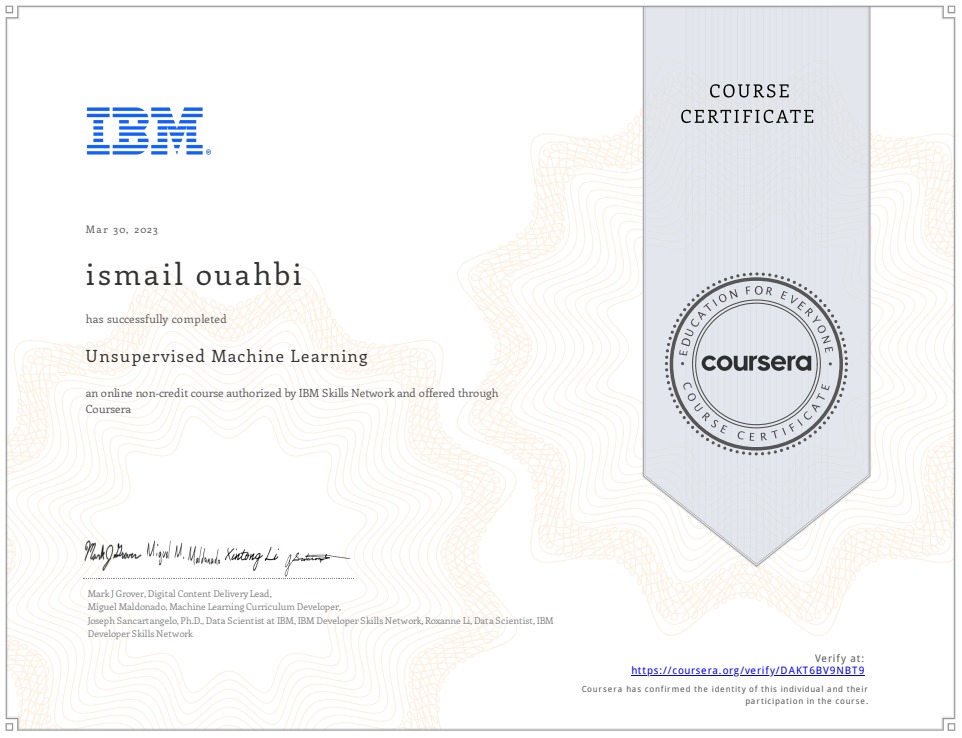 COURSE
CERTIFICATE
IBM®
Mar 30, 2023
ismail ouahbi
has successfully completed
Unsupervised Machine Learning
an online non-credit course authorized by IBM Skills Network and offered through
Coursera
EDUCATION FOR EVERYONE
coursera
COURSE CERTIFICATE
Mark J Grover Miguel M. Maldonado Xintong Li
Mark J Grover, Digital Content Delivery Lead,
Miguel Maldonado, Machine Learning Curriculum Developer,
Joseph Santarcangelo, Ph.D., Data Scientist at IBM, IBM Developer Skills Network, Roxanne Li, Data Scientist, IBM
Developer Skills Network
Verify at:
https://coursera.org/verify/DAKT6BV9NBT9
Coursera has confirmed the identity of this individual and their
participation in the course.